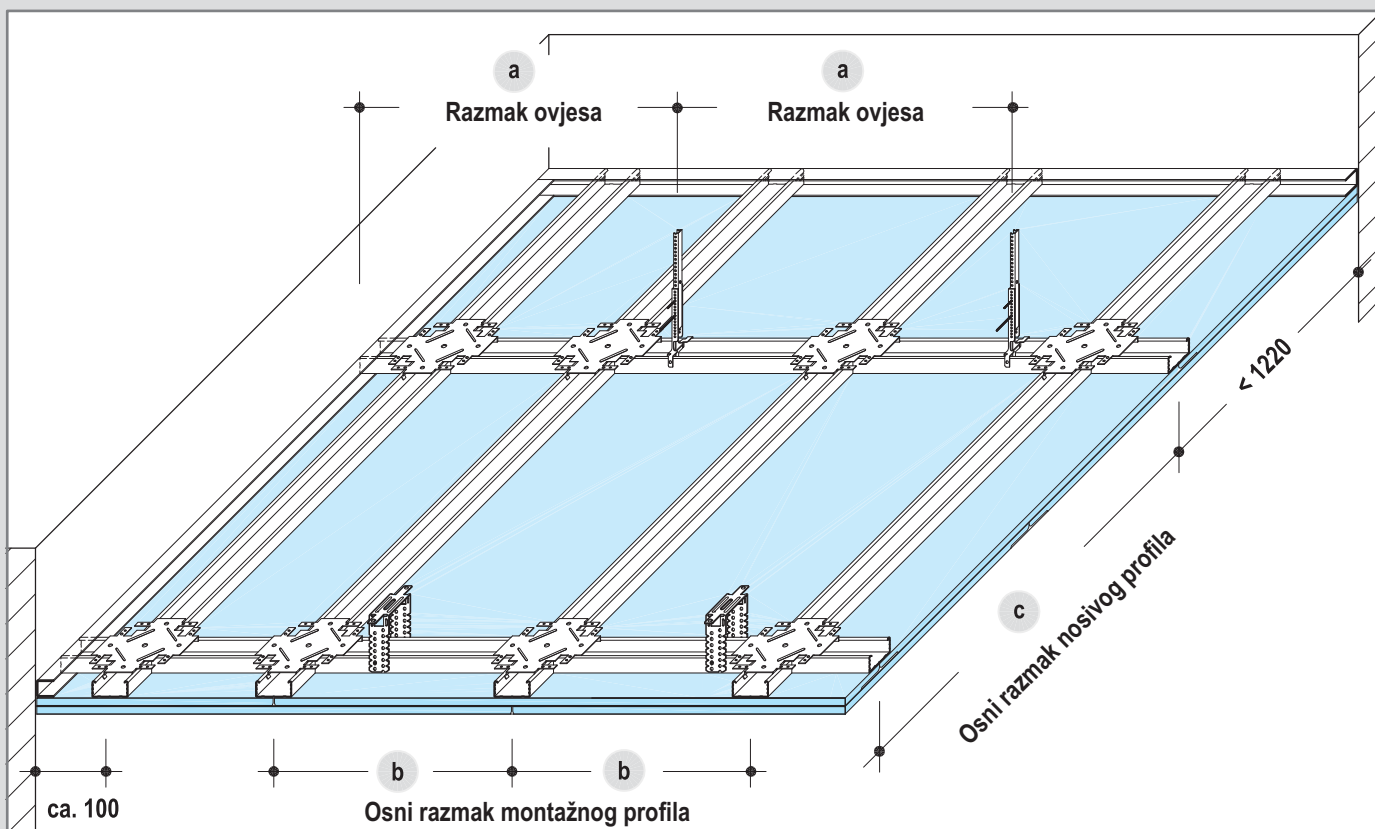 a
Razmak ovjesa
a
Razmak ovjesa
< 1220
c
Osni razmak nosivog profila
b
b
ca. 100
Osni razmak montažnog profila